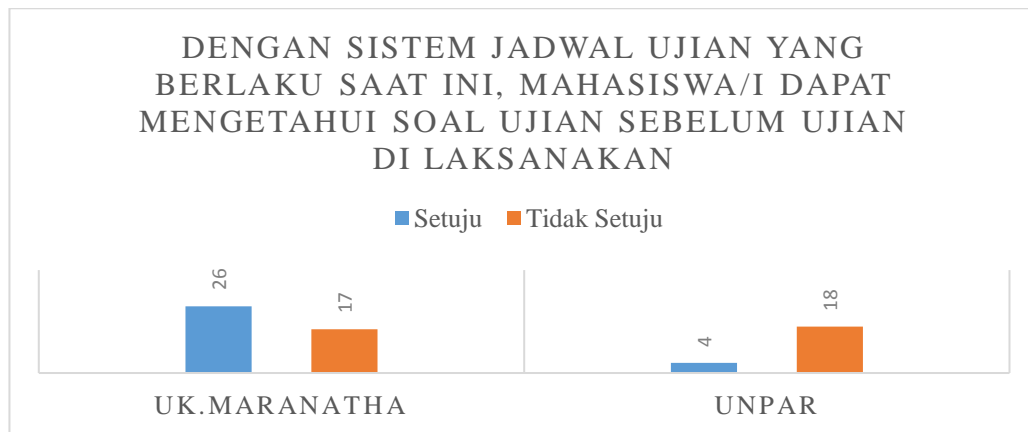 DENGAN SISTEM JADWAL UJIAN YANG
BERLAKU SAAT INI, MAHASISWA/I DAPAT
MENGETAHUI SOAL UJIAN SEBELUM UJIAN
DI LAKSANAKAN
Setuju Tidak Setuju
26 17 4 18
UK.MARANATHA UNPAR